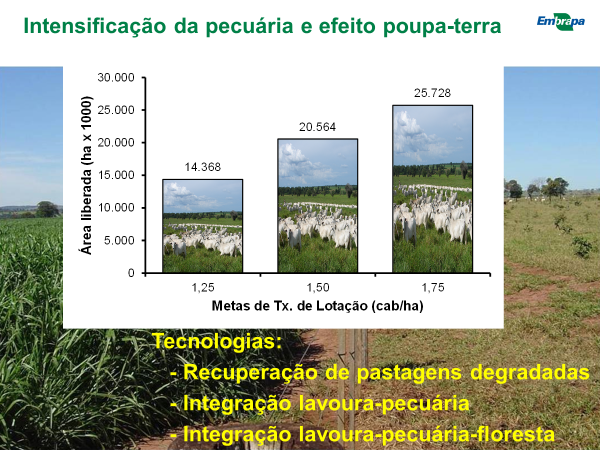 Intensificação da pecuária e efeito poupa-terra
Embrapa
Área liberada (ha x 1000)
30.000
25.000
20.000
15.000
10.000
5.000
0
14.368
20.564
25.728
1,25
1,50
1,75
Metas de Tx. de Lotação (cab/ha)
Tecnologias:
- Recuperação de pastagens degradadas
- Integração lavoura-pecuária
- Integração lavoura-pecuária-floresta